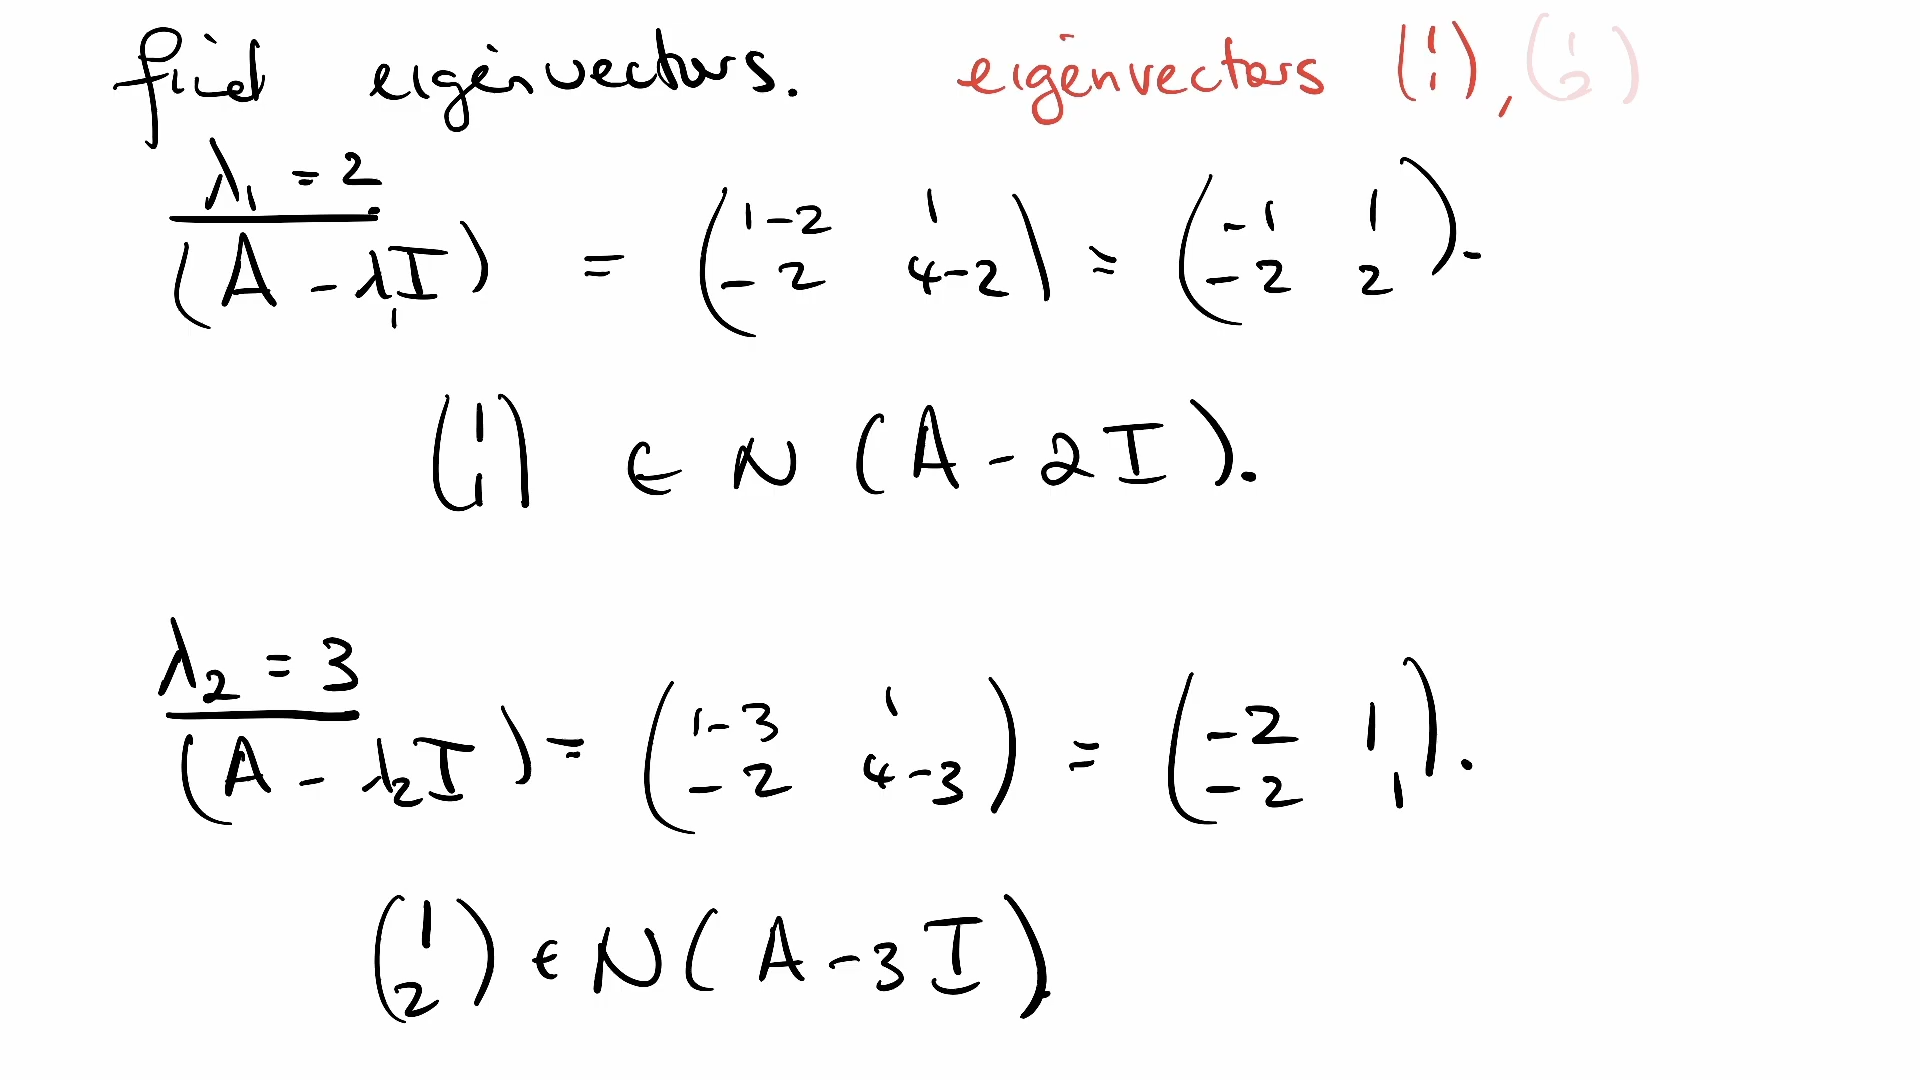 find eigenvectors. eigenvectors (1 1), (1 2)
λ₁ = 2
(A - λ₁I) = (1-2 1 -2 4-2) = (-1 1 -2 2).
(1 1) ∈ N (A - 2I).
λ₂ = 3
(A - λ₂I) = (1-3 1 -2 4-3) = (-2 1 -2 1).
(1 2) ∈ N(A - 3I)